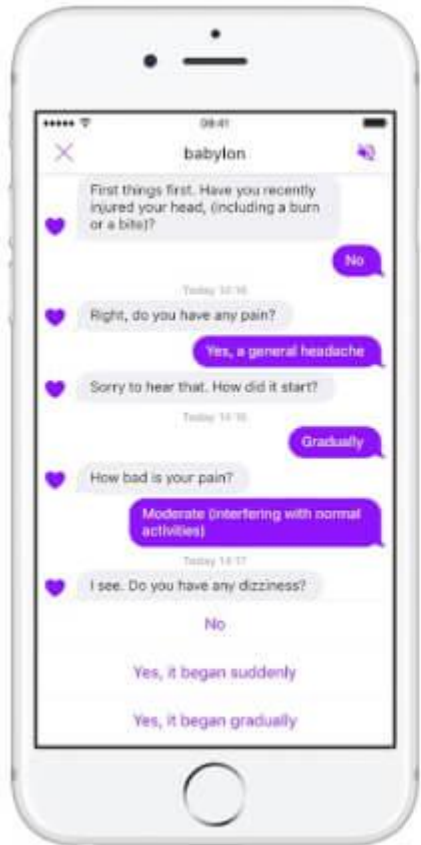 09:41
babylon
First things first. Have you recently
injured your head, (including a burn
or a bite)?
No
Right, do you have any pain?
Yes, a general headache
Sorry to hear that. How did it start?
Gradually
How bad is your pain?
Moderate (interfering with normal
activities)
Today 14:17
I see. Do you have any dizziness?
No
Yes, it began suddenly
Yes, it began gradually